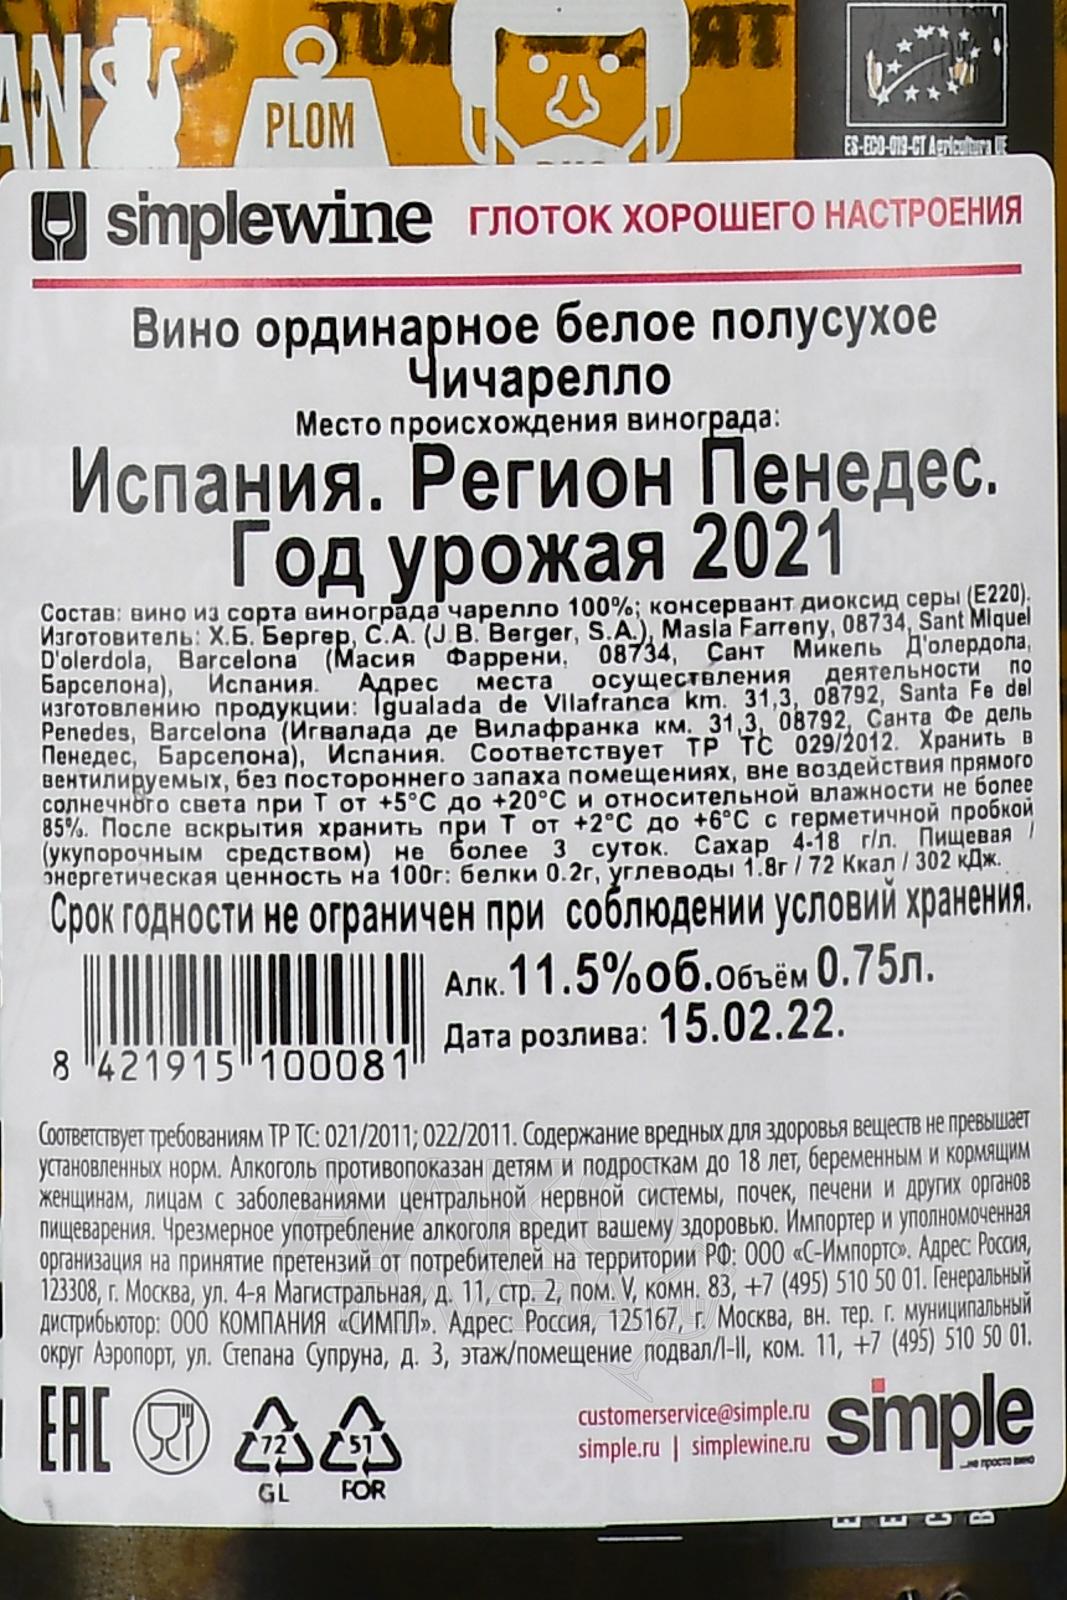 AN
PLOM
ES-ECO-019-CT Agricultura UE
simplewine ГЛОТОК ХОРОШЕГО НАСТРОЕНИЯ
Вино ординарное белое полусухое
Чичарелло
Место происхождения винограда:
Испания. Регион Пенедес.
Год урожая 2021
Состав: вино из сорта винограда чарелло 100%; консервант диоксид серы (E220).
Изготовитель: Х.Б. Бергер, С.А. (J.B. Berger, S.A.), Masia Farreny, 08734, Sant Miquel
D'olerdola, Barcelona (Масия Фаррени, 08734, Сант Микель Д'олердола,
Барселона), Испания. Адрес места осуществления деятельности по
изготовлению продукции: Igualada de Vilafranca km. 31,3, 08792, Santa Fe del
Penedes, Barcelona (Игвалада де Вилафранка км. 31,3, 08792, Санта Фе дель
Пенедес, Барселона), Испания. Соответствует ТР ТС 029/2012. Хранить в
вентилируемых, без постороннего запаха помещениях, вне воздействия прямого
солнечного света при Т от +5°С до +20°С и относительной влажности не более
85%. После вскрытия хранить при Т от +2°С до +6°С с герметичной пробкой
(укупорочным средством) не более 3 суток. Сахар 4-18 г/л. Пищевая /
энергетическая ценность на 100г: белки 0.2г, углеводы 1.8г / 72 Ккал / 302 кДж.
Срок годности не ограничен при соблюдении условий хранения.
Алк. 11.5%об. Объём 0.75л.
Дата розлива: 15.02.22.
8 421915 100081
Соответствует требованиям ТР ТС: 021/2011; 022/2011. Содержание вредных для здоровья веществ не превышает
установленных норм. Алкоголь противопоказан детям и подросткам до 18 лет, беременным и кормящим
женщинам, лицам с заболеваниями центральной нервной системы, почек, печени и других органов
пищеварения. Чрезмерное употребление алкоголя вредит вашему здоровью. Импортер и уполномоченная
организация на принятие претензий от потребителей на территории РФ: ООО «С-Импортс». Адрес: Россия,
123308, г. Москва, ул. 4-я Магистральная, д. 11, стр. 2, пом. V, комн. 83, +7 (495) 510 50 01. Генеральный
дистрибьютор: ООО КОМПАНИЯ «СИМПЛ». Адрес: Россия, 125167, г. Москва, вн. тер. г. муниципальный
округ Аэропорт, ул. Степана Супруна, д. 3, этаж/помещение подвал/I-II, ком. 11, +7 (495) 510 50 01.
EAC
72
GL
51
FOR
customerservice@simple.ru
simple.ru | simplewine.ru
simple
...не просто вино